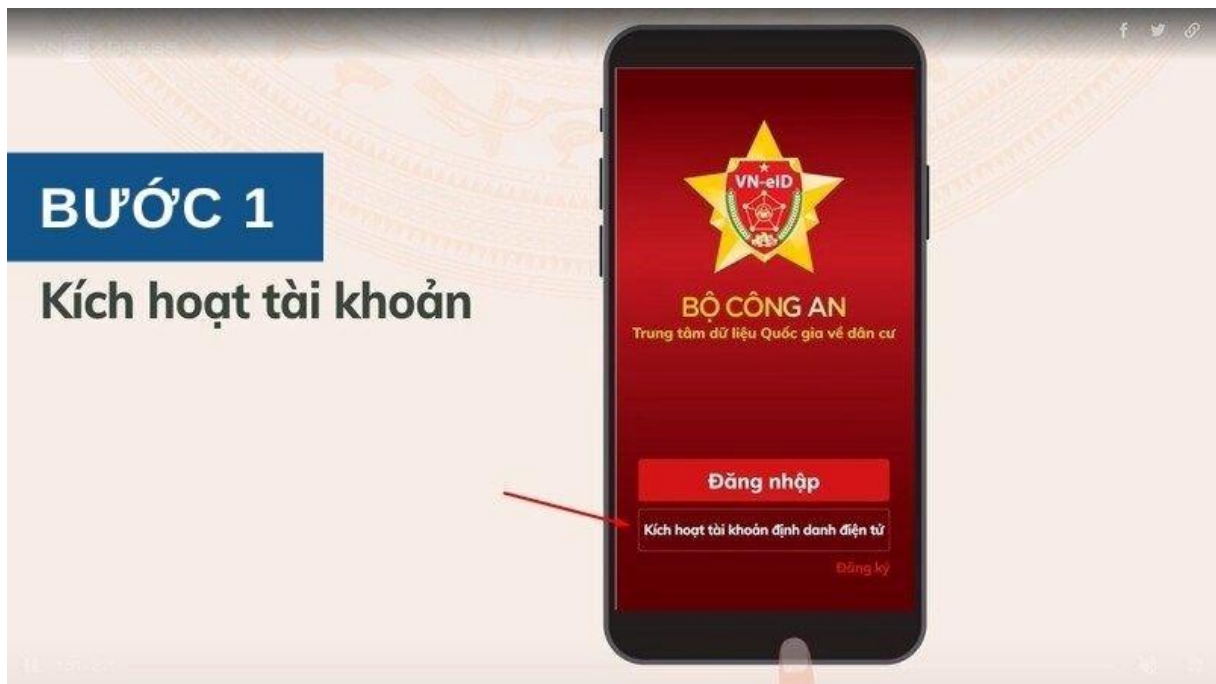 VNEXPRESS
BƯỚC 1
Kích hoạt tài khoản
VN-eID
BỘ CÔNG AN
Trung tâm dữ liệu Quốc gia về dân cư
Đăng nhập
Kích hoạt tài khoản định danh điện tử
Đăng ký